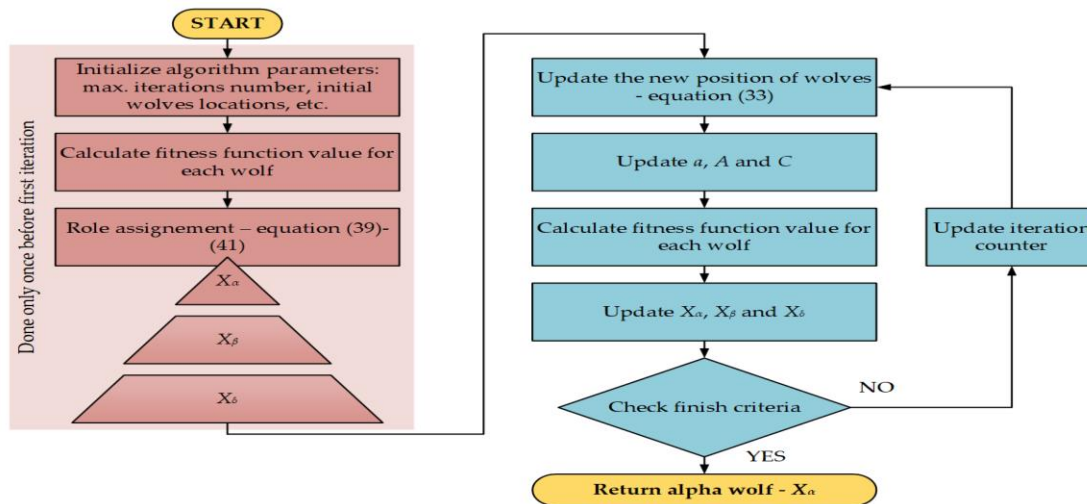 START
Done only once before first iteration
Initialize algorithm parameters:
max. iterations number, initial
wolves locations, etc.
Calculate fitness function value for
each wolf
Role assignement – equation (39)-
(41)
Xα
Xβ
Xδ
Update the new position of wolves
- equation (33)
Update a, A and C
Calculate fitness function value for
each wolf
Update Xα, Xβ and Xδ
Check finish criteria
NO
Update iteration
counter
YES
Return alpha wolf - Xα